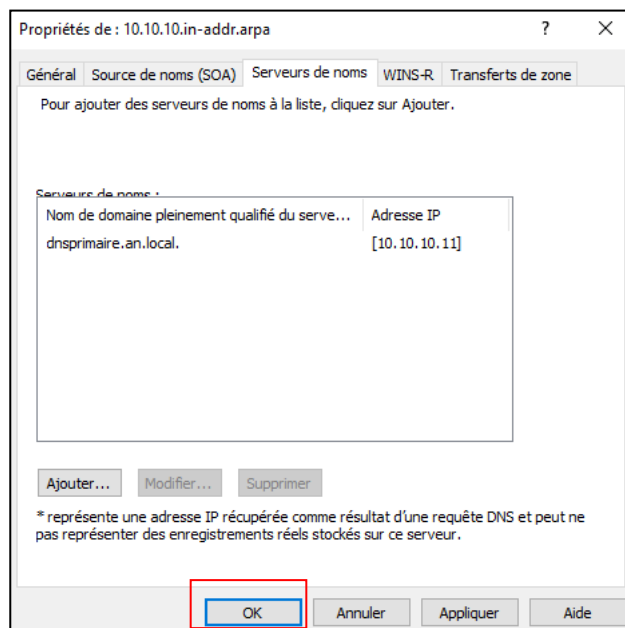 Propriétés de : 10.10.10.in-addr.arpa ? ×
Général Source de noms (SOA) Serveurs de noms WINS-R Transferts de zone
Pour ajouter des serveurs de noms à la liste, cliquez sur Ajouter.
Serveurs de noms :
Nom de domaine pleinement qualifié du serve... Adresse IP
dnsprimaire.an.local. [10.10.10.11]
Ajouter... Modifier... Supprimer
* représente une adresse IP récupérée comme résultat d'une requête DNS et peut ne
pas représenter des enregistrements réels stockés sur ce serveur.
OK Annuler Appliquer Aide